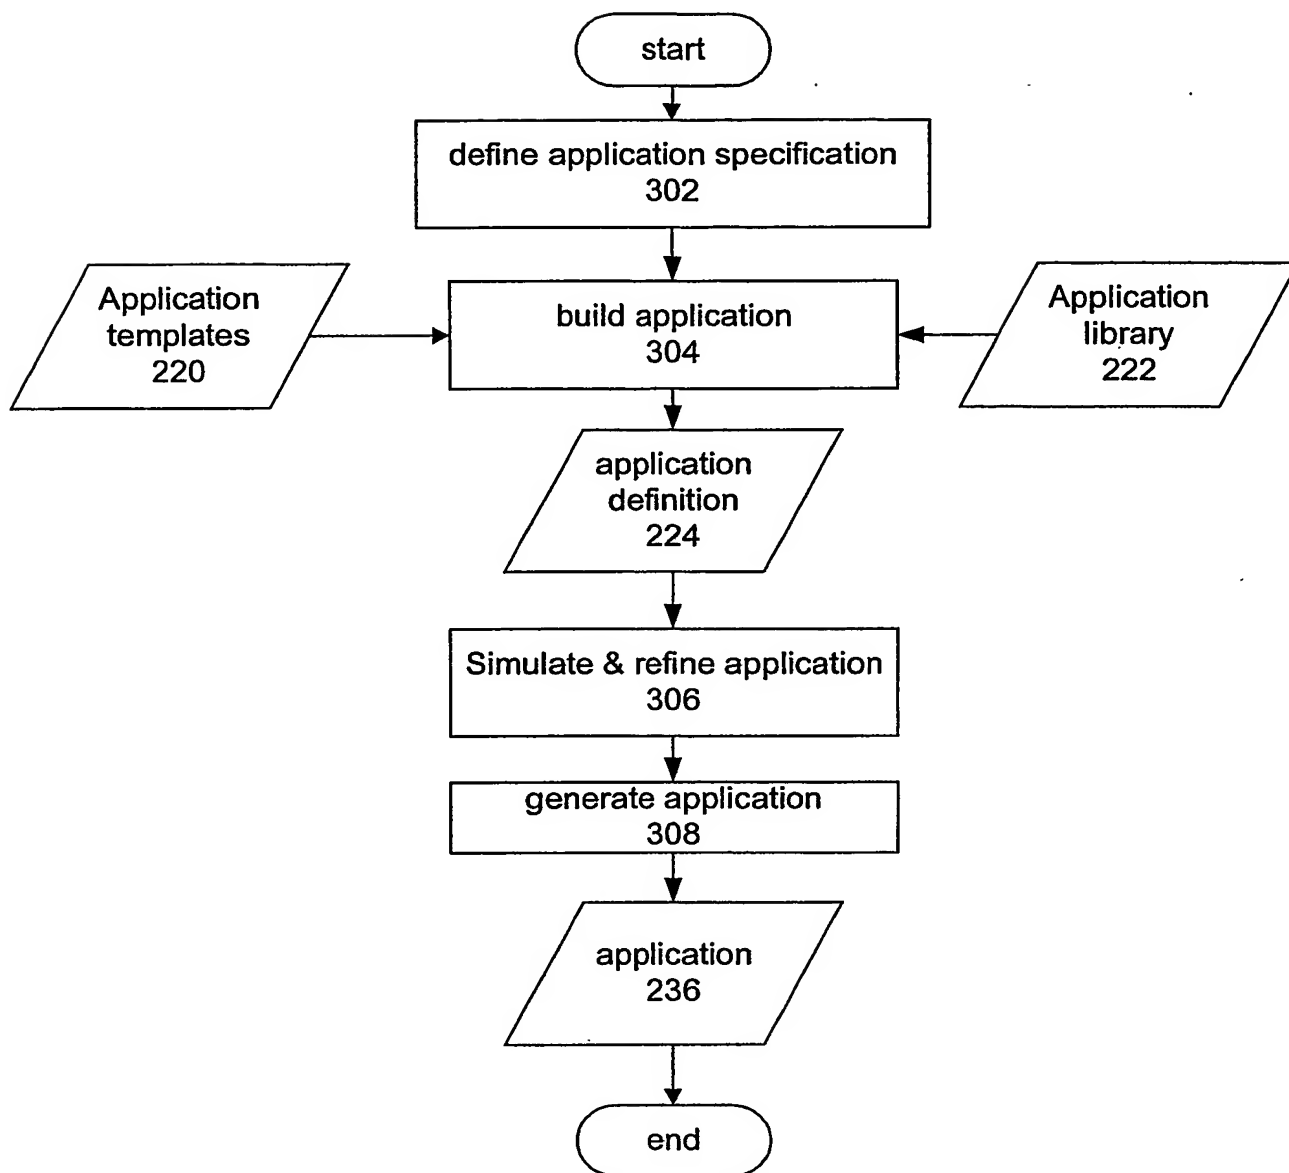 start
define application specification
302
Application
templates
220
build application
304
Application
library
222
application
definition
224
Simulate & refine application
306
generate application
308
application
236
end